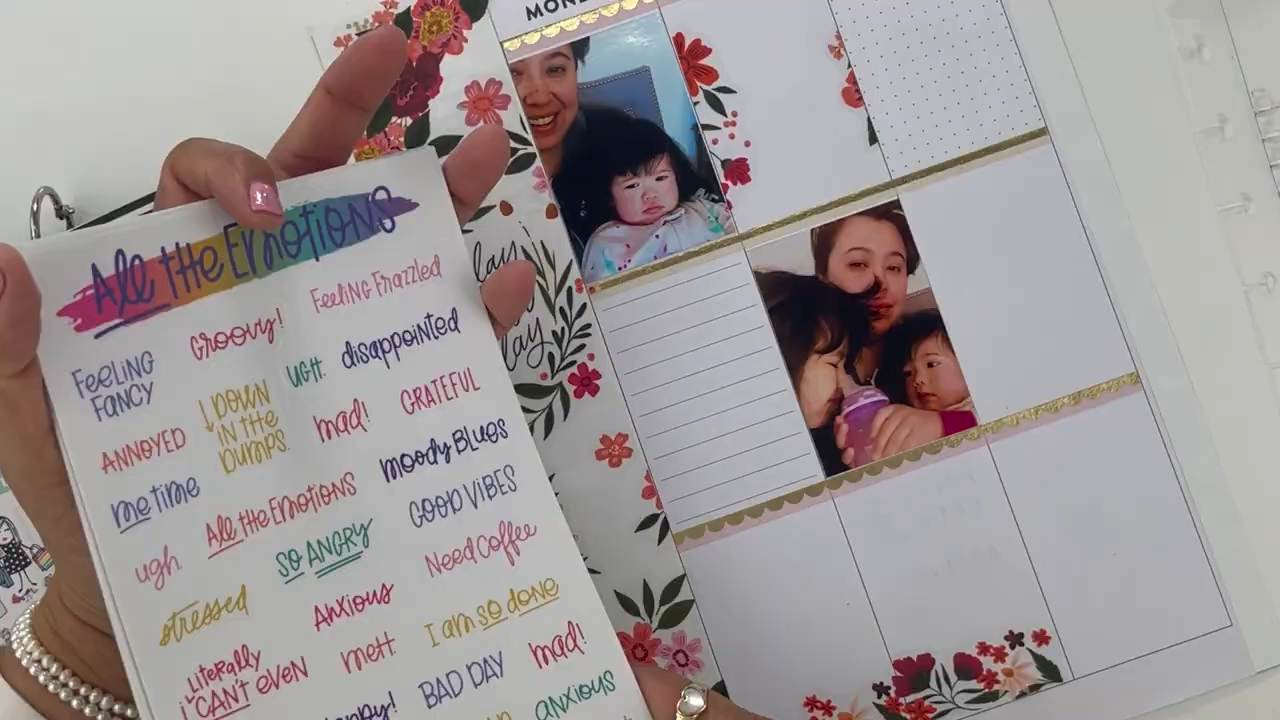 MON
All the Emotions
Feeling Frazzled
Groovy!
FEELING
FANCY
UGH.
disappointed
DOWN
IN the
DUMPS.
mad!
GRATEFUL
ANNOYED
moody BLUES
me time
All the Emotions
GOOD VIBES
ugh.
SO ANGRY
Need Coffee
stressed
Anxious
I am so done
Literally
i CAN'T eVEN
meh.
BAD DAY
mad!
anxious
day